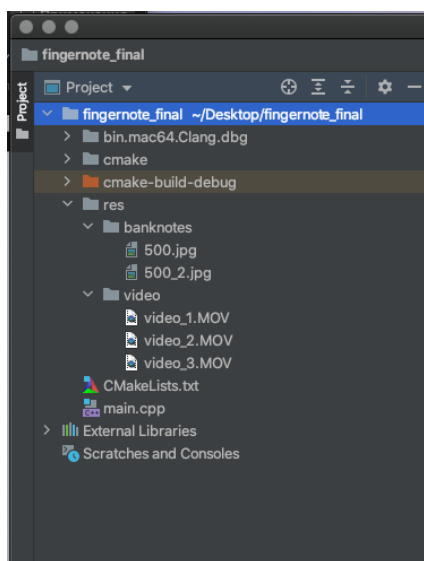 fingernote_final
Project
Project
fingernote_final ~/Desktop/fingernote_final
bin.mac64.Clang.dbg
cmake
cmake-build-debug
res
banknotes
500.jpg
500_2.jpg
video
video_1.MOV
video_2.MOV
video_3.MOV
CMakeLists.txt
main.cpp
External Libraries
Scratches and Consoles